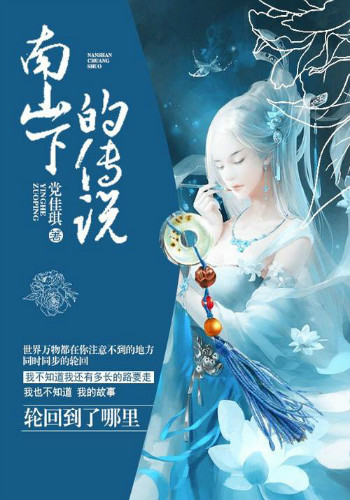 南山下
的传说
NANSHAN
CHUANG
SHUO
党佳琪
著
YINGHE
ZUOPING
世界万物都在你注意不到的地方
同时同步的轮回
我不知道我还有多长的路要走
我也不知道 我的故事
轮回到了哪里